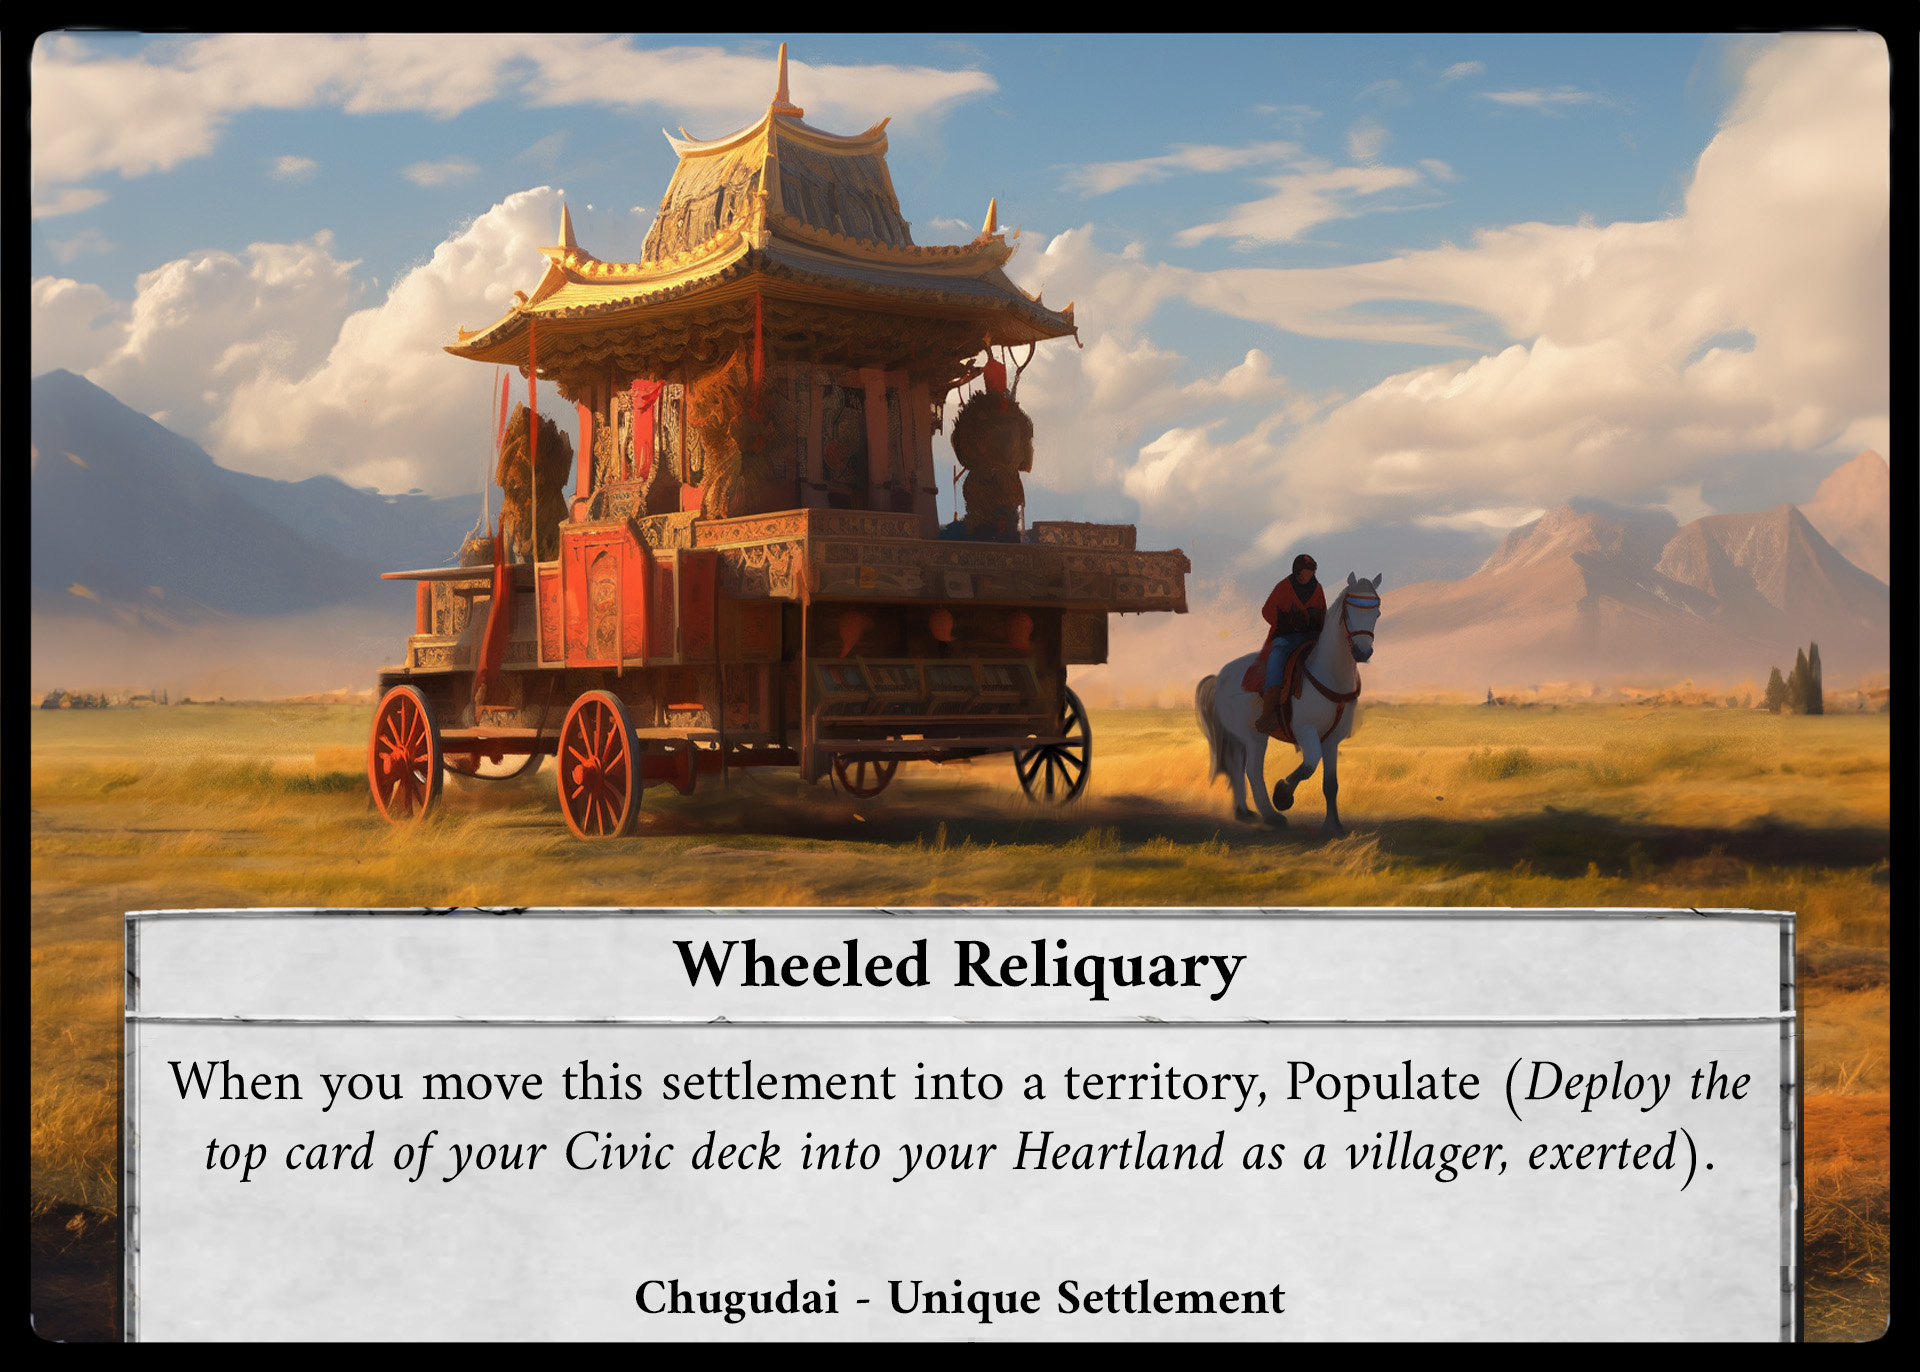 Wheeled Reliquary
When you move this settlement into a territory, Populate (Deploy the
top card of your Civic deck into your Heartland as a villager, exerted).
Chugudai - Unique Settlement